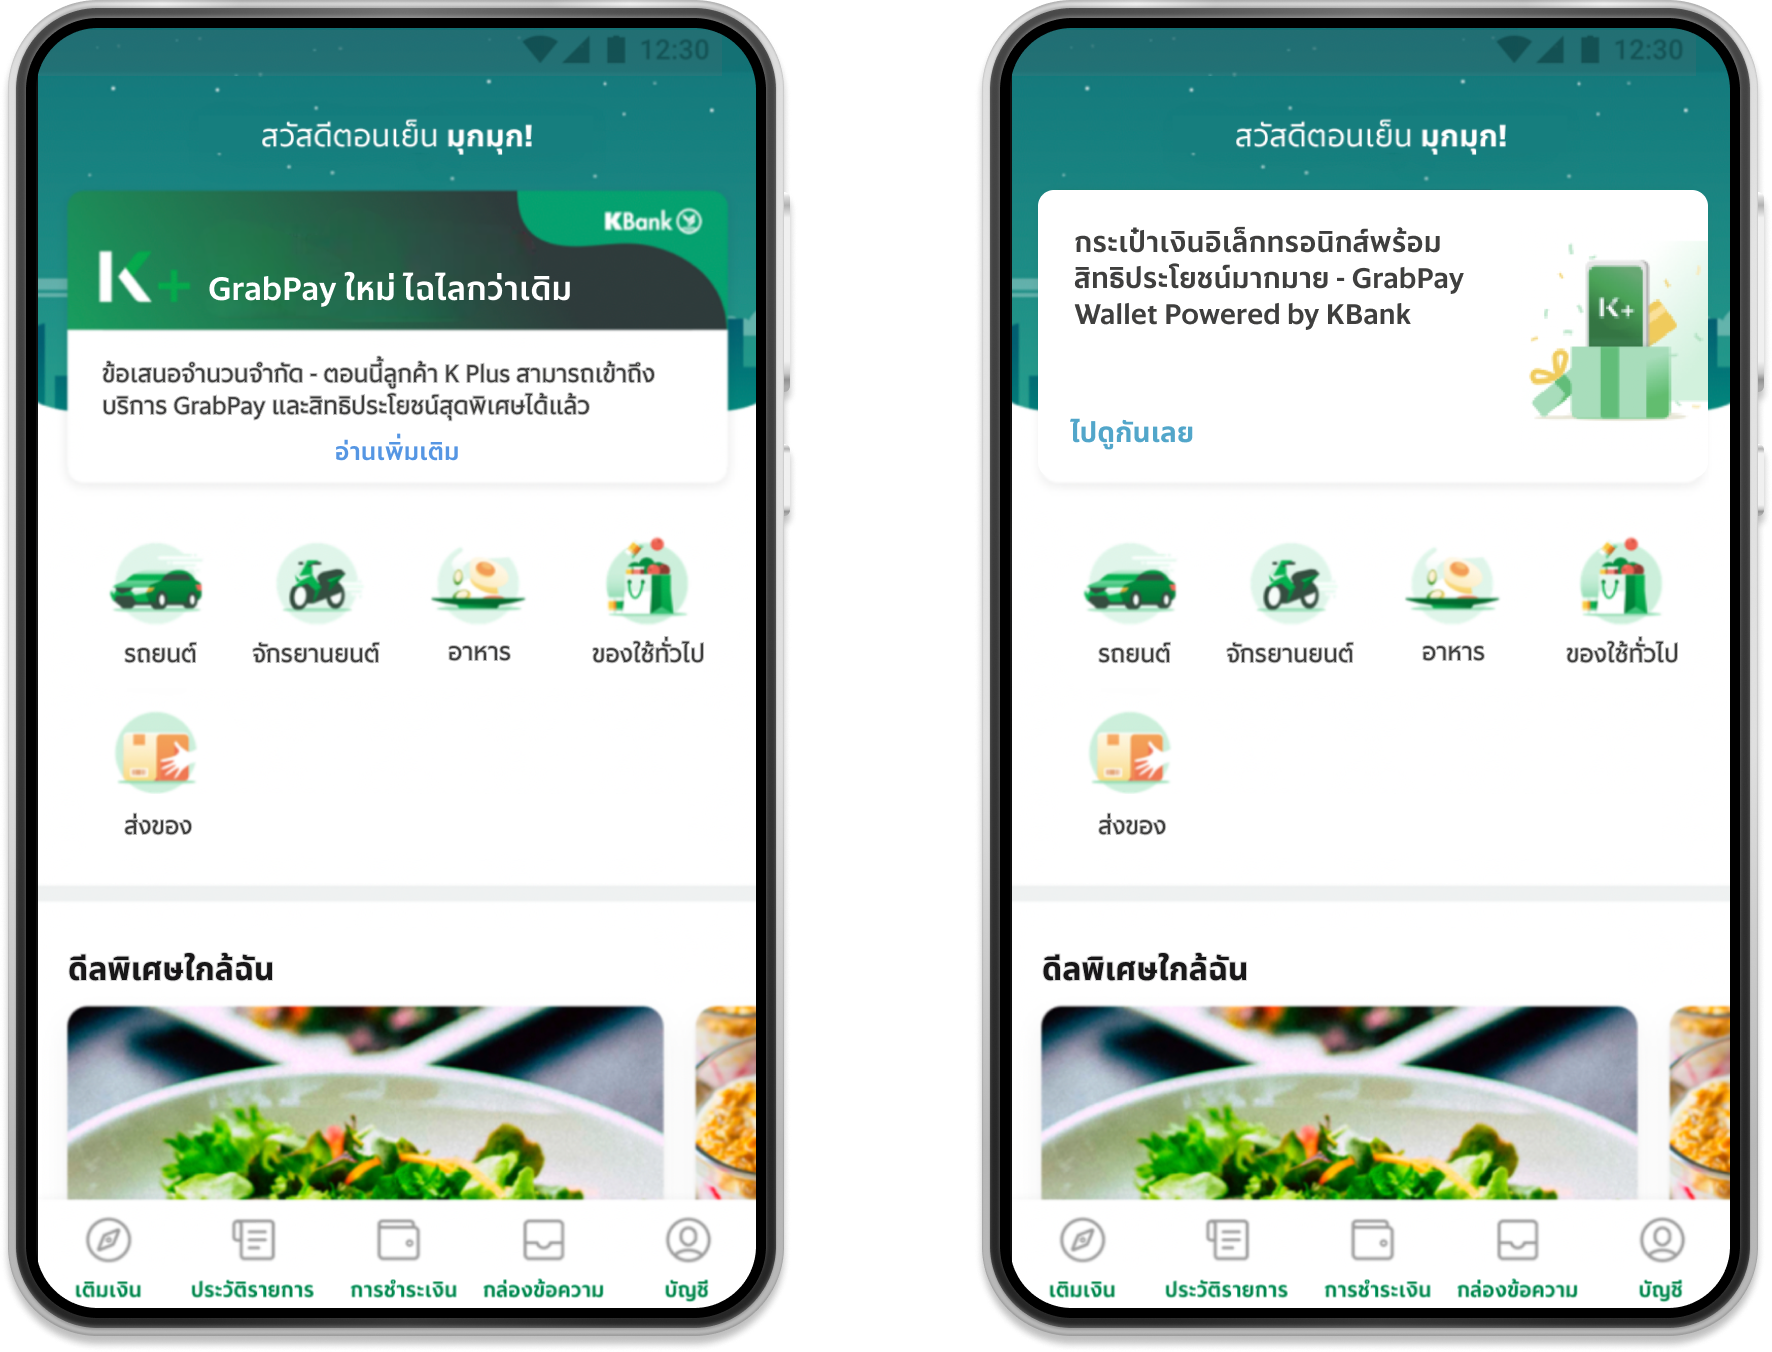 12:30
สวัสดีตอนเย็น มุกมุก!
KBank
K+ GrabPay ใหม่ ไฉไลกว่าเดิม
ข้อเสนอจำนวนจำกัด - ตอนนี้ลูกค้า K Plus สามารถเข้าถึง
บริการ GrabPay และสิทธิประโยชน์สุดพิเศษได้แล้ว
อ่านเพิ่มเติม
รถยนต์ จักรยานยนต์ อาหาร ของใช้ทั่วไป
ส่งของ
ดีลพิเศษใกล้ฉัน
เติมเงิน ประวัติรายการ การชำระเงิน กล่องข้อความ บัญชี
12:30
สวัสดีตอนเย็น มุกมุก!
กระเป๋าเงินอิเล็กทรอนิกส์พร้อม
สิทธิประโยชน์มากมาย - GrabPay
Wallet Powered by KBank
K+
ไปดูกันเลย
รถยนต์ จักรยานยนต์ อาหาร ของใช้ทั่วไป
ส่งของ
ดีลพิเศษใกล้ฉัน
เติมเงิน ประวัติรายการ การชำระเงิน กล่องข้อความ บัญชี